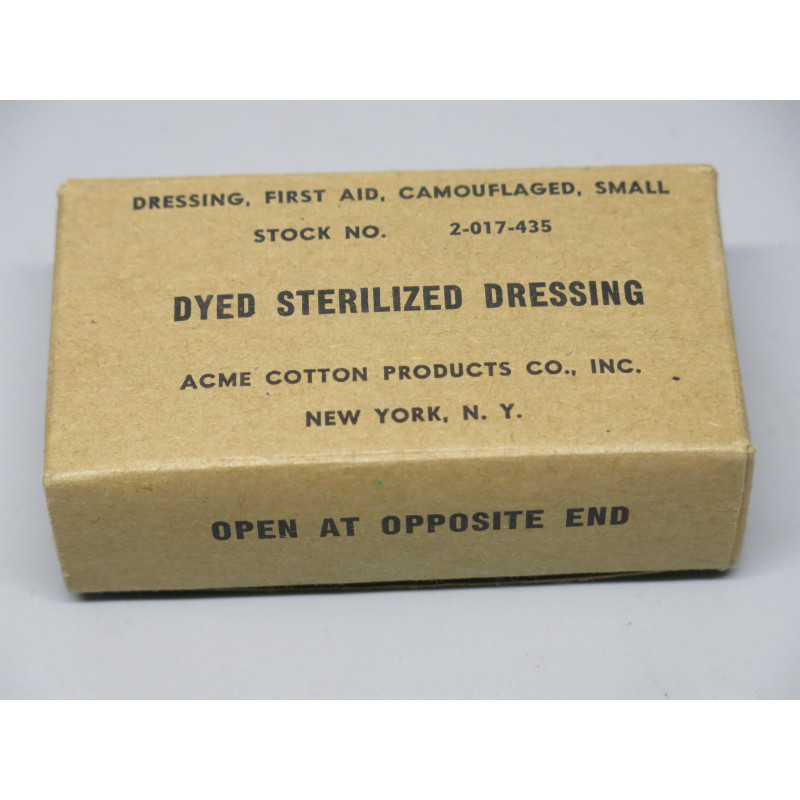 DRESSING, FIRST AID, CAMOUFLAGED, SMALL
STOCK NO. 2-017-435
DYED STERILIZED DRESSING
ACME COTTON PRODUCTS CO., INC.
NEW YORK, N. Y.
OPEN AT OPPOSITE END